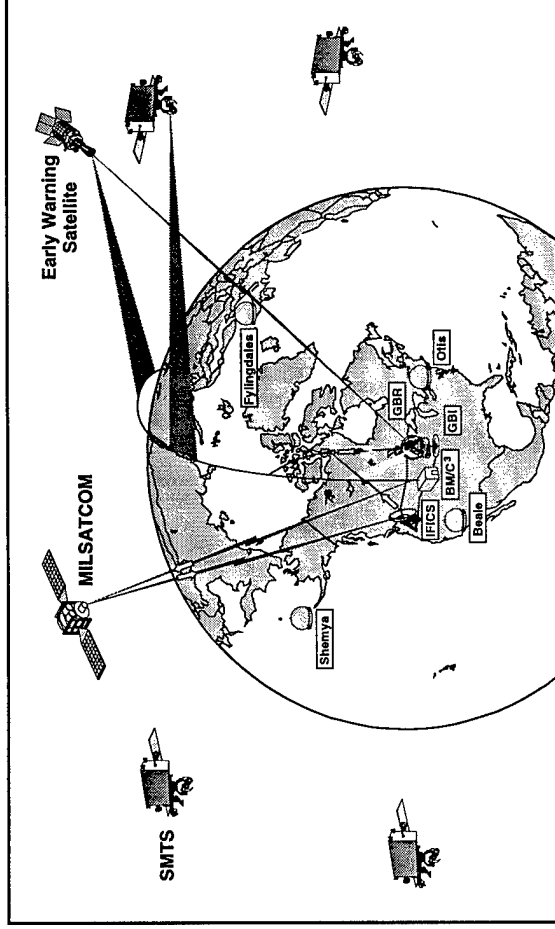 Early Warning
Satellite
MILSATCOM
SMTS
Fylingdales
Otis
GBR
GBI
BM/C³
IFICS
Beale
Shemya